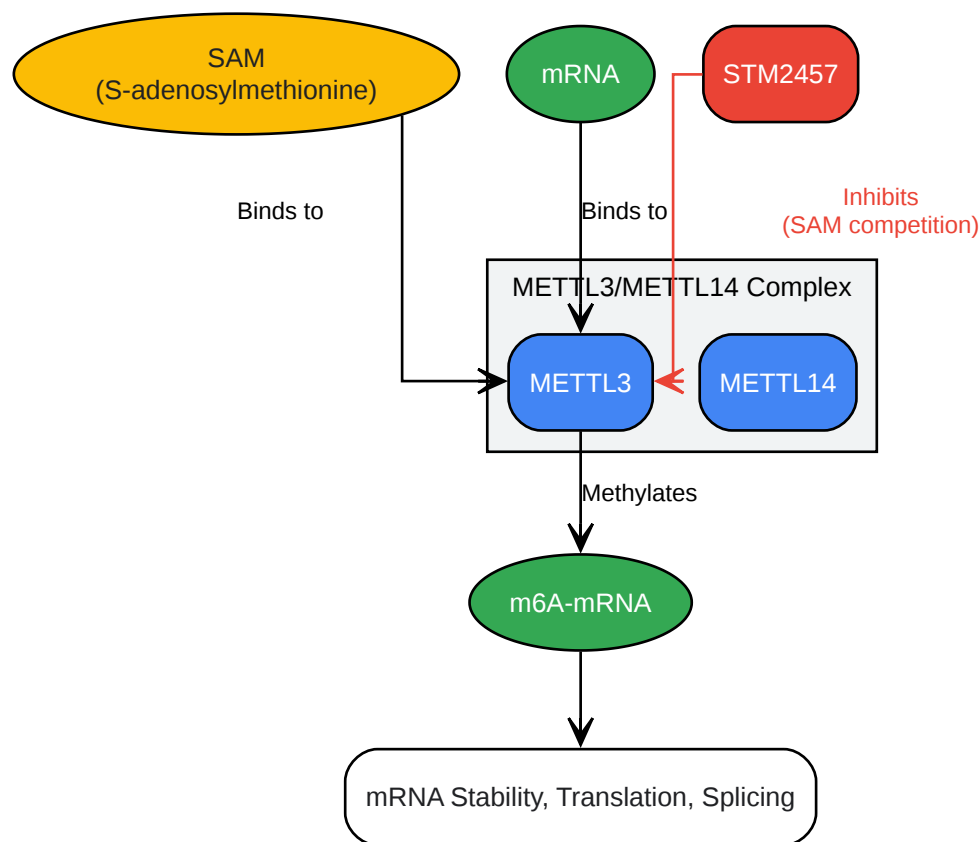 SAM
(S-adenosylmethionine)
mRNA
STM2457
Binds to
Binds to
Inhibits
(SAM competition)
METTL3/METTL14 Complex
METTL3
METTL14
Methylates
m6A-mRNA
mRNA Stability, Translation, Splicing